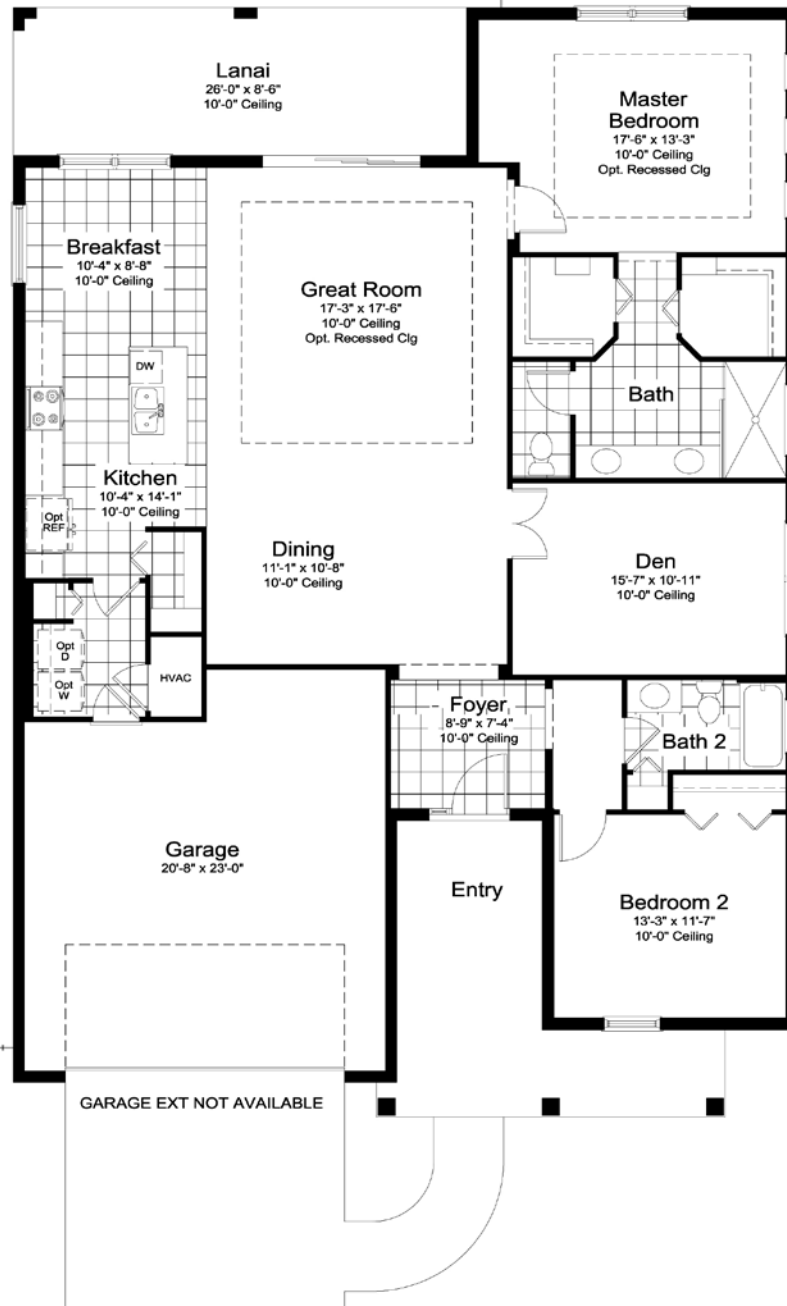 Lanai
26'-0" x 8'-6"
10'-0" Ceiling
Master
Bedroom
17'-6" x 13'-3"
10'-0" Ceiling
Opt. Recessed Clg
Breakfast
10'-4" x 8'-8"
10'-0" Ceiling
Great Room
17'-3" x 17'-6"
10'-0" Ceiling
Opt. Recessed Clg
DW
Bath
Kitchen
10'-4" x 14'-1"
10'-0" Ceiling
Opt
REF
Dining
11'-1" x 10'-8"
10'-0" Ceiling
Den
15'-7" x 10'-11"
10'-0" Ceiling
Opt
D
Opt
W
HVAC
Foyer
8'-9" x 7'-4"
10'-0" Ceiling
Bath 2
Garage
20'-8" x 23'-0"
Entry
Bedroom 2
13'-3" x 11'-7"
10'-0" Ceiling
GARAGE EXT NOT AVAILABLE